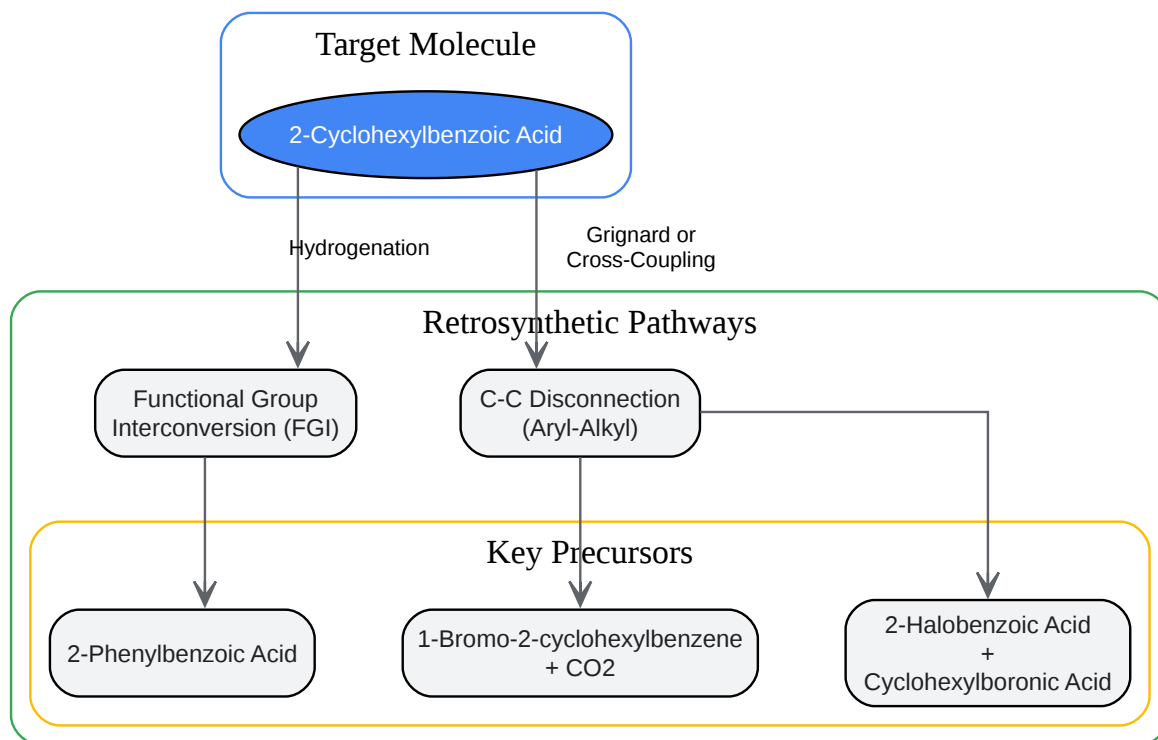 Target Molecule
2-Cyclohexylbenzoic Acid
Hydrogenation
Grignard or
Cross-Coupling
Retrosynthetic Pathways
Functional Group
Interconversion (FGI)
C-C Disconnection
(Aryl-Alkyl)
Key Precursors
2-Phenylbenzoic Acid
1-Bromo-2-cyclohexylbenzene
+ CO2
2-Halobenzoic Acid
+
Cyclohexylboronic Acid